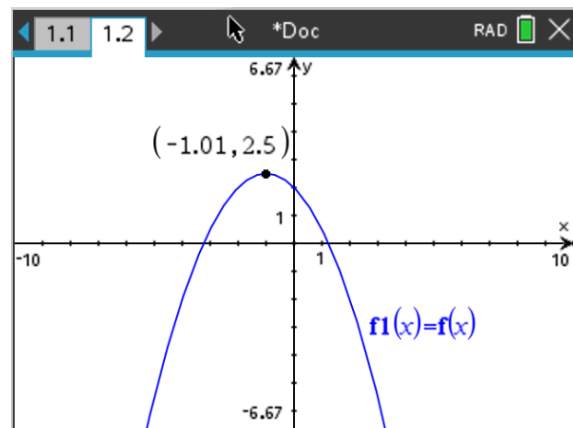 1.1 1.2 *Doc RAD
6.67 y
(-1.01,2.5)
1
x
-10 1 10
f1(x)=f(x)
-6.67